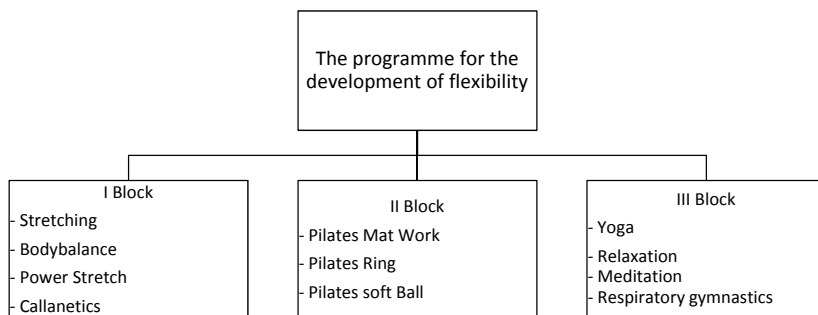 The programme for the
development of flexibility
I Block
- Stretching
- Bodybalance
- Power Stretch
- Callanetics
II Block
- Pilates Mat Work
- Pilates Ring
- Pilates soft Ball
III Block
- Yoga
- Relaxation
- Meditation
- Respiratory gymnastics